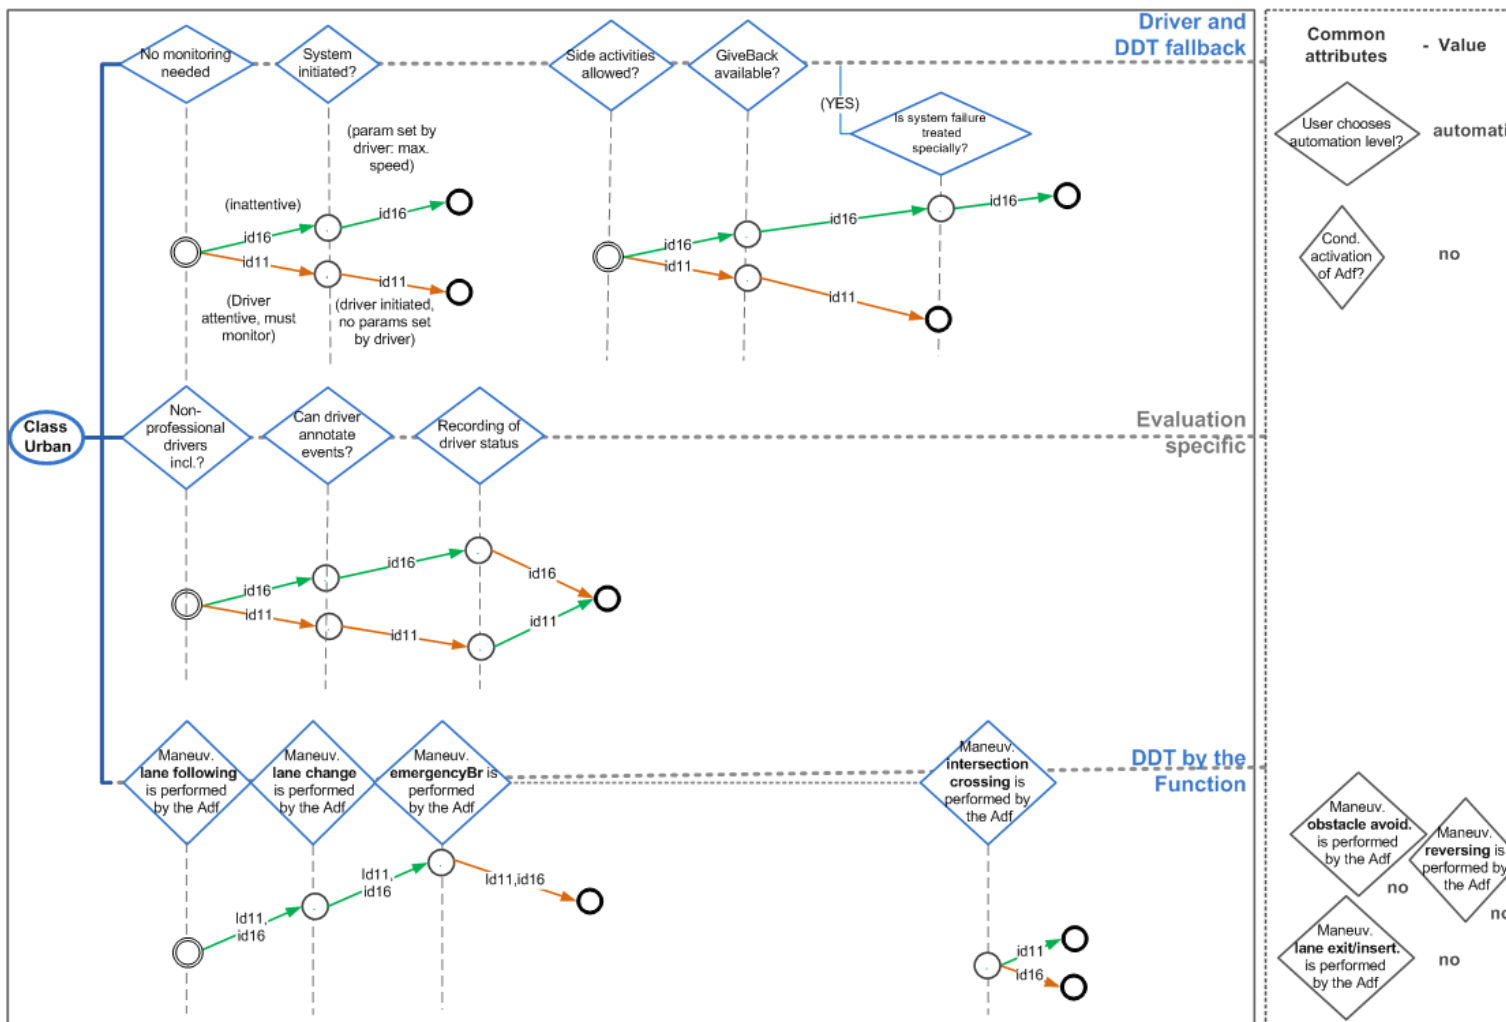 Driver and
DDT fallback
Common
attributes
- Value
No monitoring
needed
System
initiated?
Side activities
allowed?
GiveBack
available?
(YES)
Is system failure
treated
specially?
User chooses
automation level?
automati
(param set by
driver: max.
speed)
(inattentive)
id16
id16
id11
id11
(Driver
attentive, must
monitor)
(driver initiated,
no params set
by driver)
id16
id16
id16
id11
id11
Cond.
activation
of Adf?
no
Class
Urban
Non-
professional
drivers
incl.?
Can driver
annotate
events?
Recording of
driver status
Evaluation
specific
id16
id16
id16
id11
id11
id11
Maneuv.
lane following
is performed
by the Adf
Maneuv.
lane change
is performed
by the Adf
Maneuv.
emergencyBr is
performed
by the Adf
Maneuv.
intersection
crossing is
performed by
the Adf
DDT by the
Function
Id11,
id16
Id11,
id16
Id11,id16
id11
id16
Maneuv.
obstacle avoid.
is performed
by the Adf
no
Maneuv.
reversing is
performed by
the Adf
no
Maneuv.
lane exit/insert.
is performed
by the Adf
no